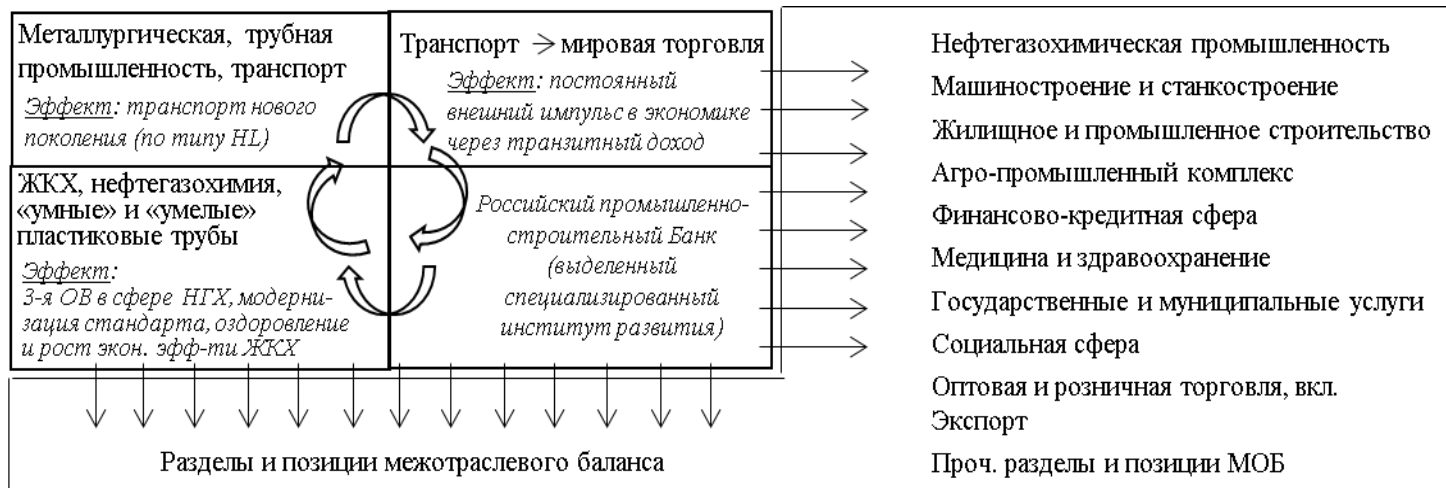 Металлургическая, трубная
промышленность, транспорт
Эффект: транспорт нового
поколения (по типу HL)
Транспорт → мировая торговля
Эффект: постоянный
внешний импульс в экономике
через транзитный доход
ЖКХ, нефтегазохимия,
«умные» и «умелые»
пластиковые трубы
Эффект:
3-я ОВ в сфере НГХ, модерни-
зация стандарта, оздоровление
и рост экон. эфф-ти ЖКХ
Российский промышленно-
строительный Банк
(выделенный
специализированный
институт развития)
Разделы и позиции межотраслевого баланса
Нефтегазохимическая промышленность
Машиностроение и станкостроение
Жилищное и промышленное строительство
Агро-промышленный комплекс
Финансово-кредитная сфера
Медицина и здравоохранение
Государственные и муниципальные услуги
Социальная сфера
Оптовая и розничная торговля, вкл.
Экспорт
Проч. разделы и позиции МОБ